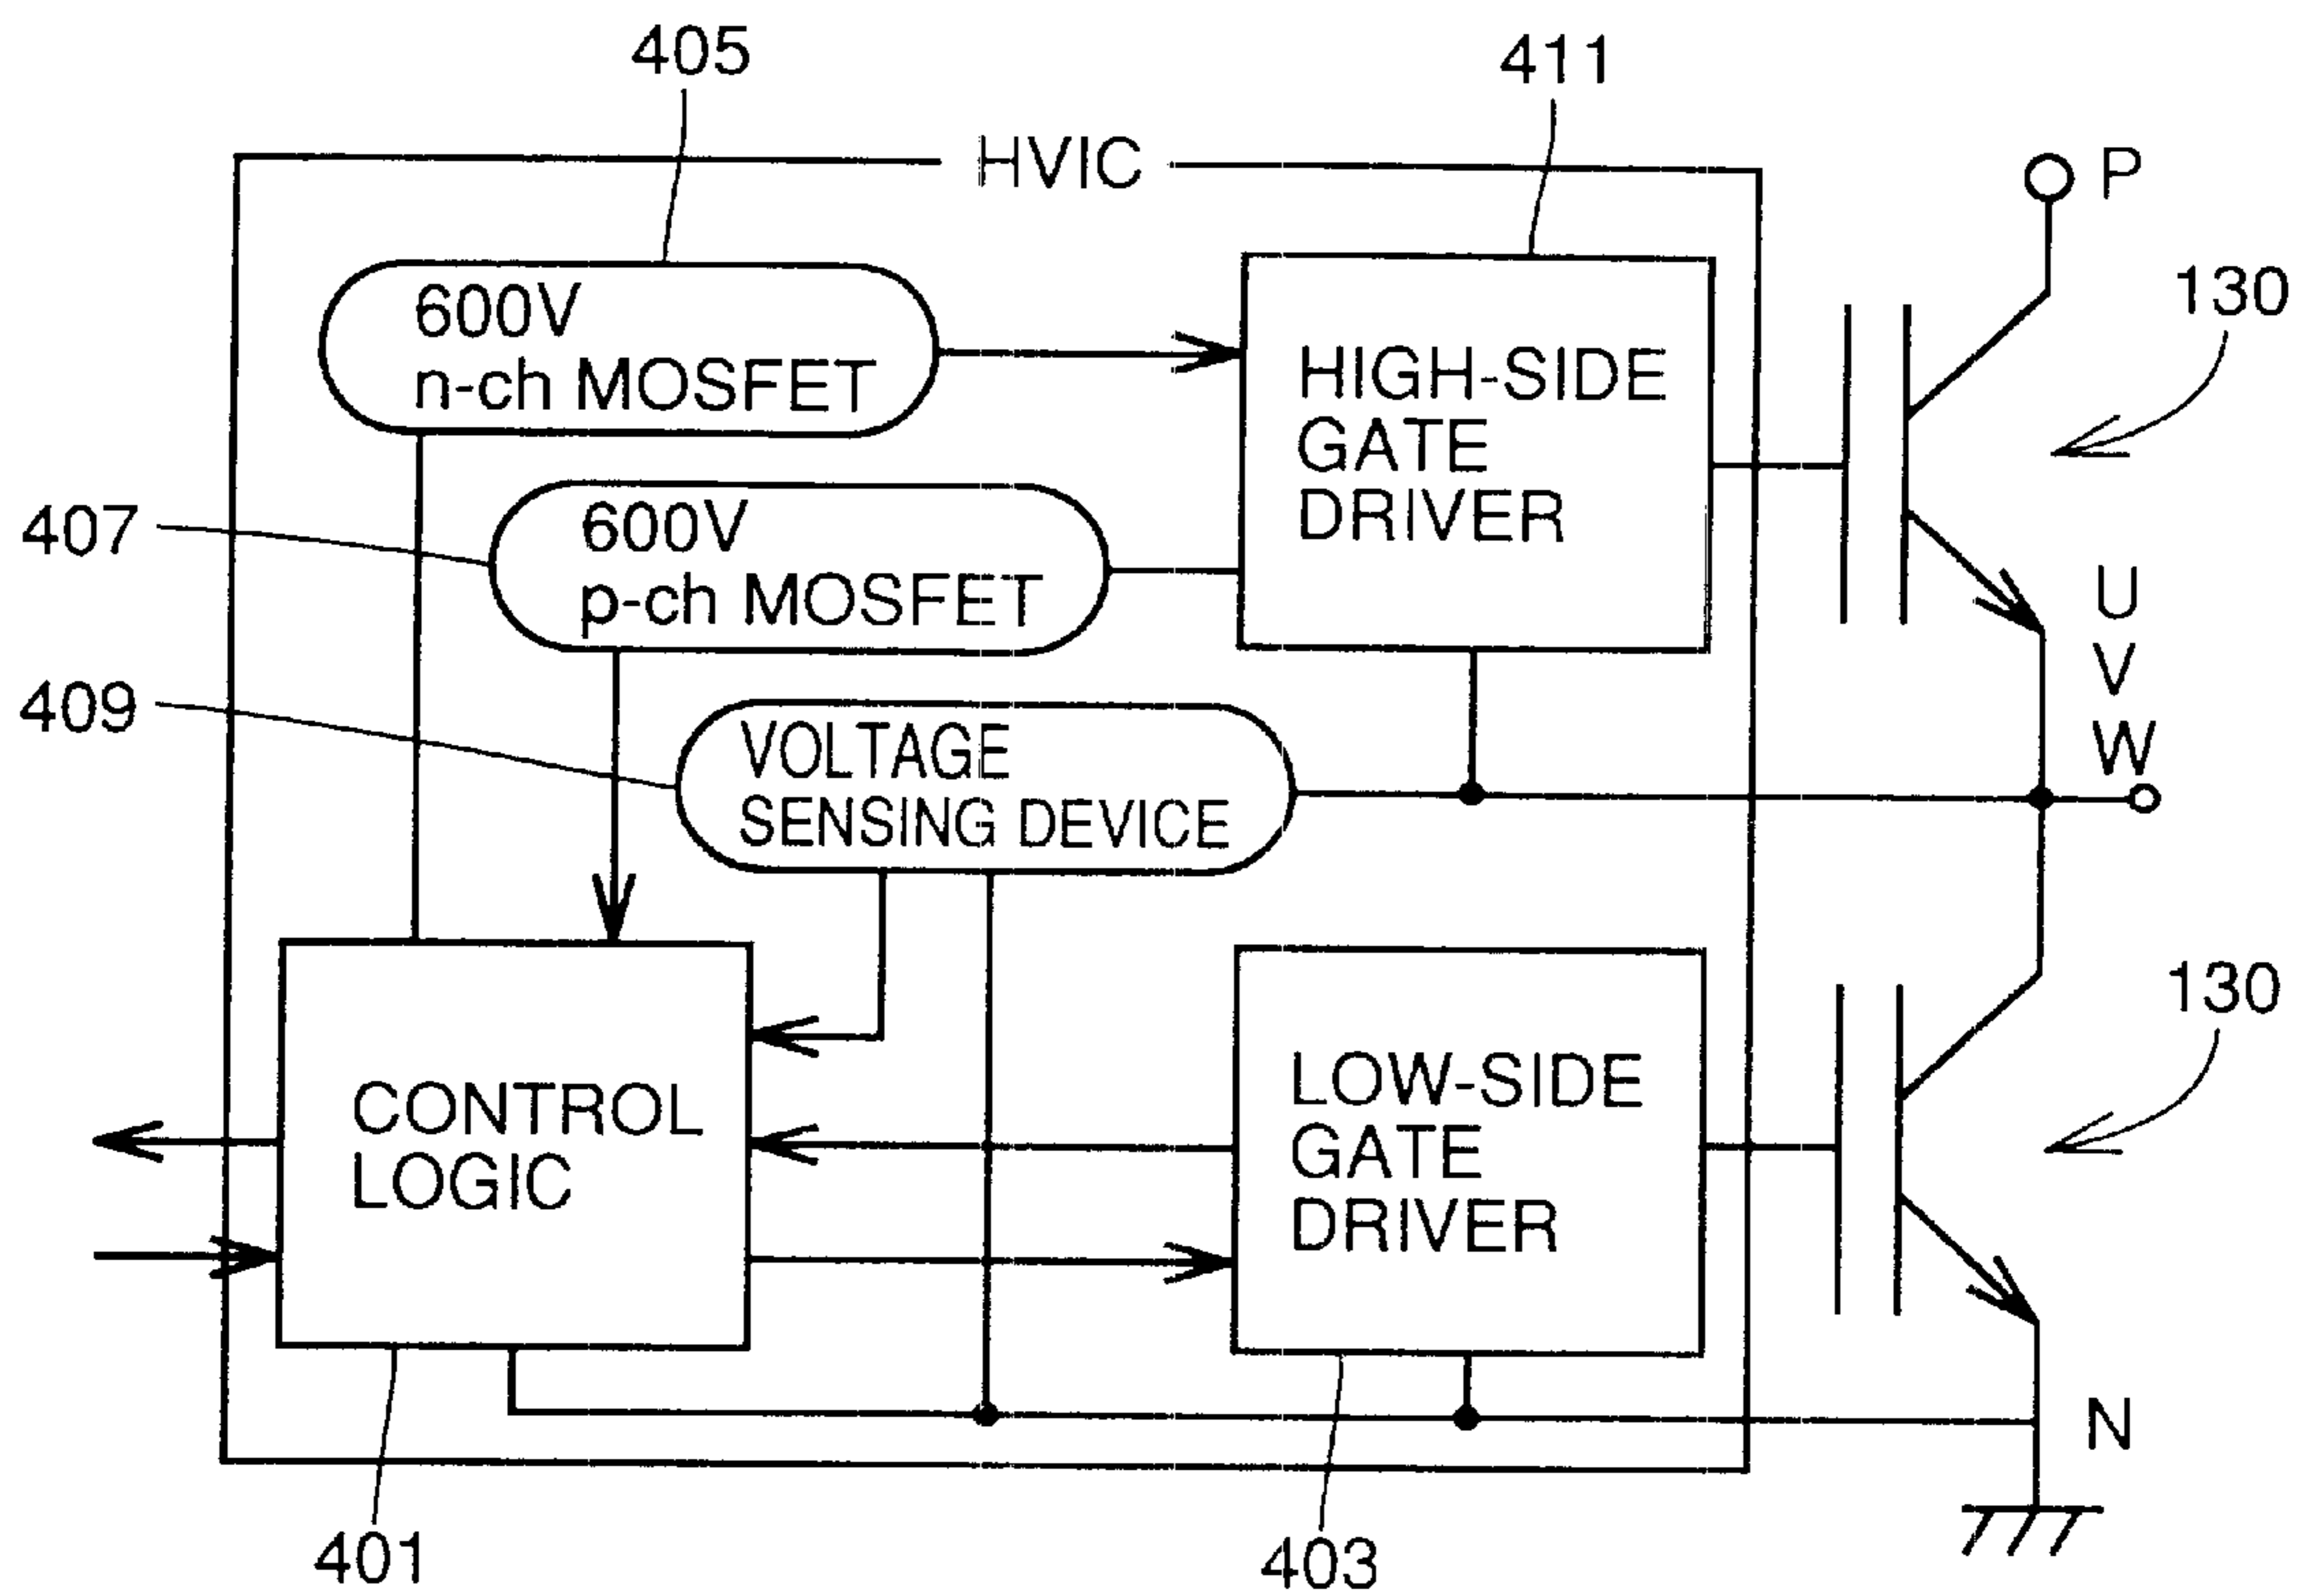 405
411
HVIC
P
600V
n-ch MOSFET
130
HIGH-SIDE
GATE
DRIVER
407
600V
p-ch MOSFET
U
V
W
409
VOLTAGE
SENSING DEVICE
130
CONTROL
LOGIC
LOW-SIDE
GATE
DRIVER
N
401
403